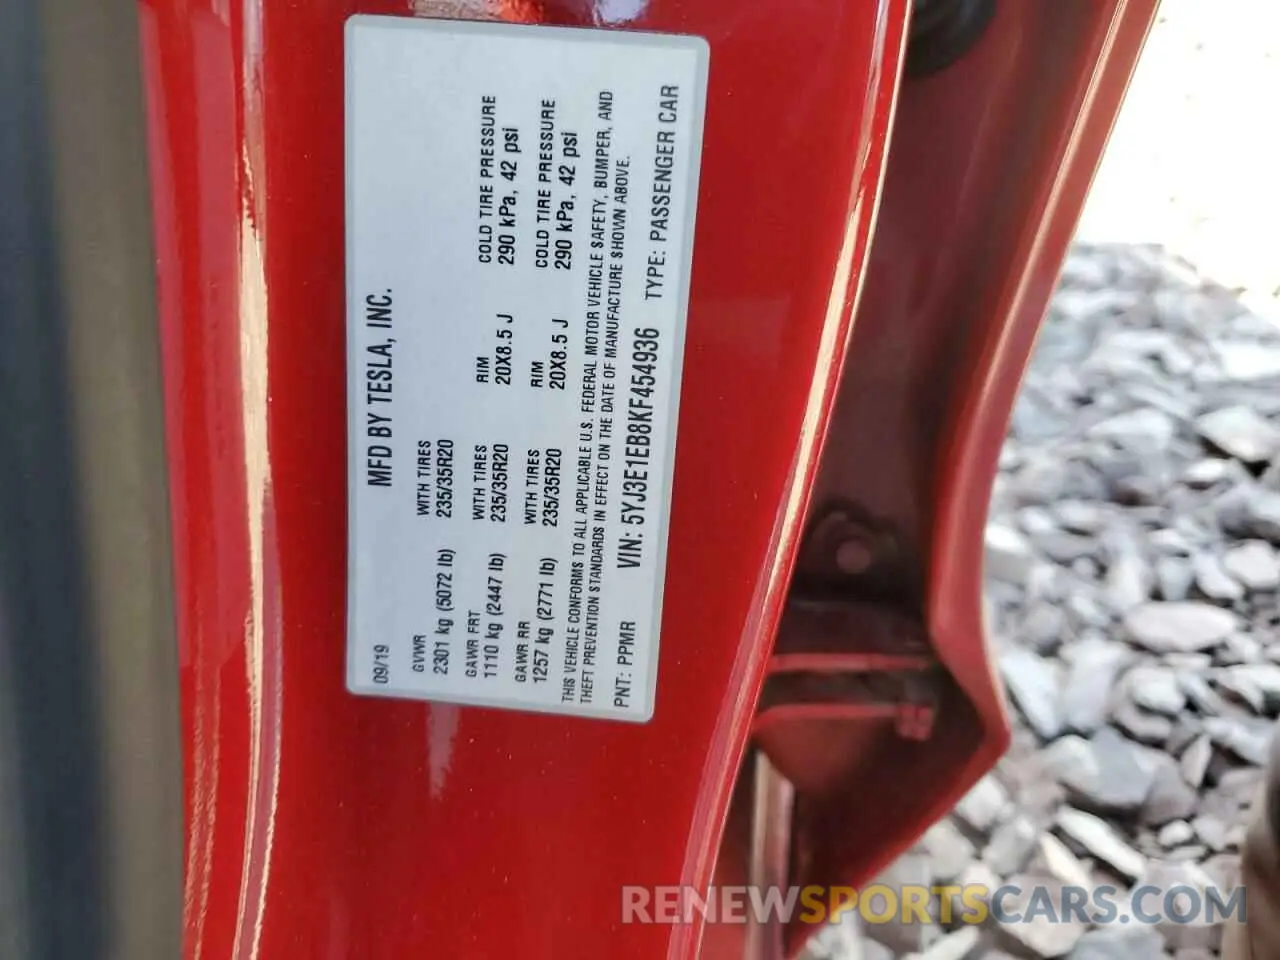 MFD BY TESLA, INC.
09/19
GVWR WITH TIRES
2301 kg (5072 lb) 235/35R20
GAWR FRT WITH TIRES RIM COLD TIRE PRESSURE
1110 kg (2447 lb) 235/35R20 20X8.5 J 290 kPa, 42 psi
GAWR RR WITH TIRES RIM COLD TIRE PRESSURE
1257 kg (2771 lb) 235/35R20 20X8.5 J 290 kPa, 42 psi
THIS VEHICLE CONFORMS TO ALL APPLICABLE U.S. FEDERAL MOTOR VEHICLE SAFETY, BUMPER, AND
THEFT PREVENTION STANDARDS IN EFFECT ON THE DATE OF MANUFACTURE SHOWN ABOVE.
PNT: PPMR VIN: 5YJ3E1EB8KF454936 TYPE: PASSENGER CAR
RENEWSPORTSCARS.COM